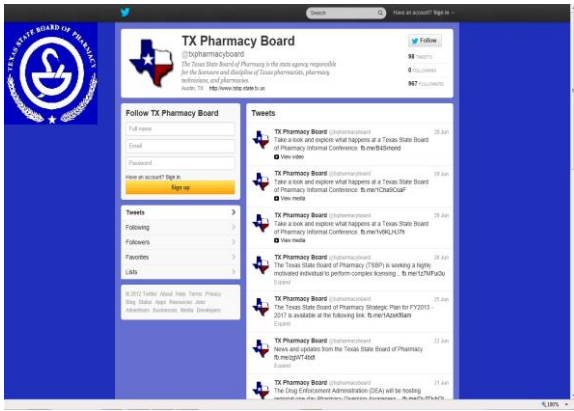 Search
Have an account? Sign in
TEXAS STATE BOARD OF PHARMACY
TX Pharmacy Board
@txpharmacyboard
The Texas State Board of Pharmacy is the state agency responsible
for the licensure and discipline of Texas pharmacists, pharmacy
technicians, and pharmacies.
Austin, TX http://www.tsbp.state.tx.us
Follow
98 TWEETS
0 FOLLOWING
867 FOLLOWERS
Follow TX Pharmacy Board
Full name
Email
Password
Have an account? Sign in
Sign up
Tweets
Following
Followers
Favorites
Lists
© 2012 Twitter About Help Terms Privacy
Blog Status Apps Resources Jobs
Advertisers Businesses Media Developers
Tweets
TX Pharmacy Board @txpharmacyboard 29 Jun
Take a look and explore what happens at a Texas State Board
of Pharmacy Informal Conference.
View video
TX Pharmacy Board @txpharmacyboard 29 Jun
Take a look and explore what happens at a Texas State Board
of Pharmacy Informal Conference.
View media
TX Pharmacy Board @txpharmacyboard 29 Jun
Take a look and explore what happens at a Texas State Board
of Pharmacy Informal Conference.
View media
TX Pharmacy Board @txpharmacyboard 26 Jun
The Texas State Board of Pharmacy (TSBP) is seeking a highly
motivated individual to perform complex licensing ...
Expand
TX Pharmacy Board @txpharmacyboard 25 Jun
The Texas State Board of Pharmacy Strategic Plan for FY2013 -
2017 is available at the following link:
Expand
TX Pharmacy Board @txpharmacyboard 22 Jun
News and updates from the Texas State Board of Pharmacy
Expand
TX Pharmacy Board @txpharmacyboard 21 Jun
The Drug Enforcement Administration (DEA) will be hosting
100%